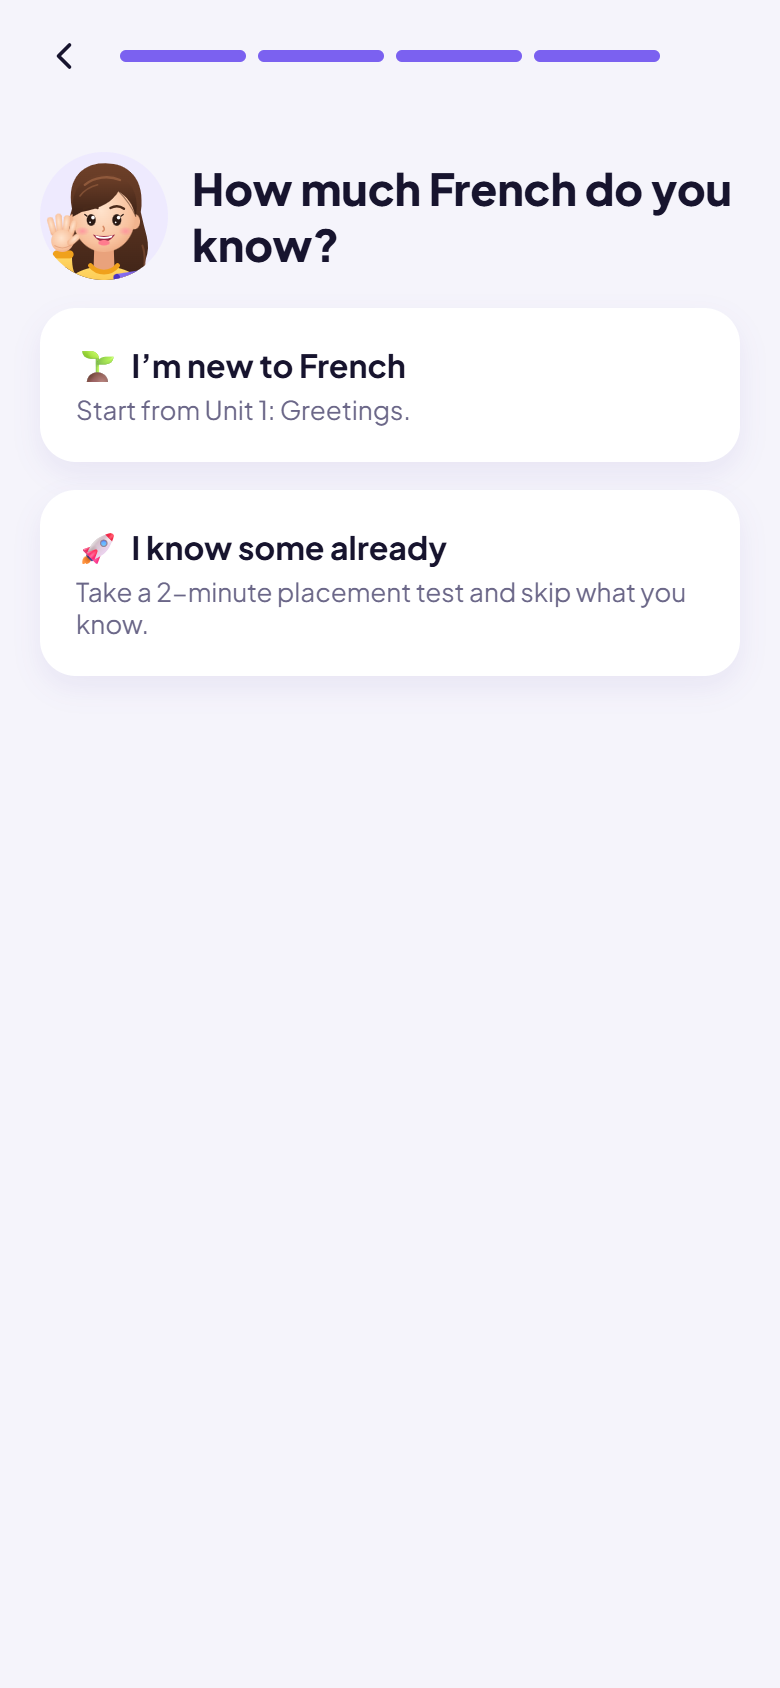 How much French do you
know?
I’m new to French
Start from Unit 1: Greetings.
I know some already
Take a 2–minute placement test and skip what you
know.